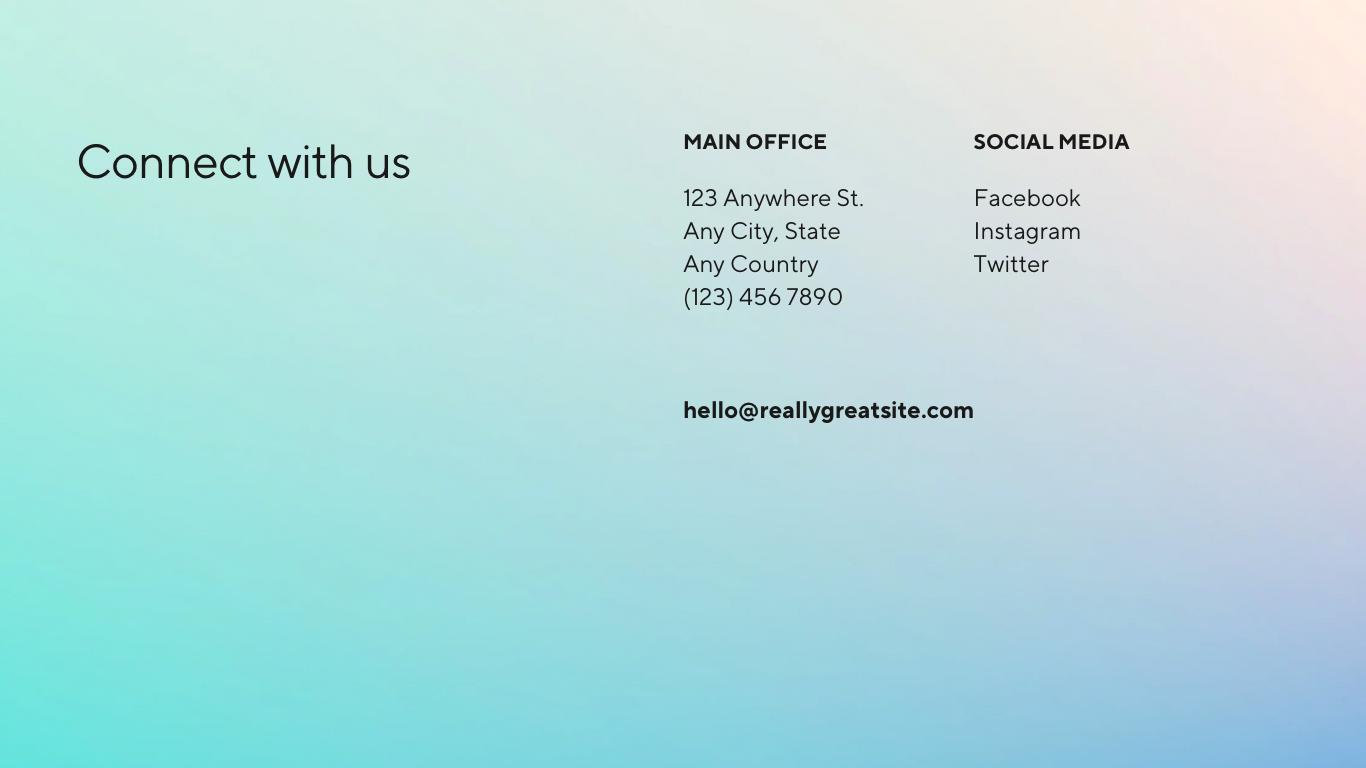 Connect with us
MAIN OFFICE
123 Anywhere St.
Any City, State
Any Country
(123) 456 7890
SOCIAL MEDIA
Facebook
Instagram
Twitter
hello@reallygreatsite.com